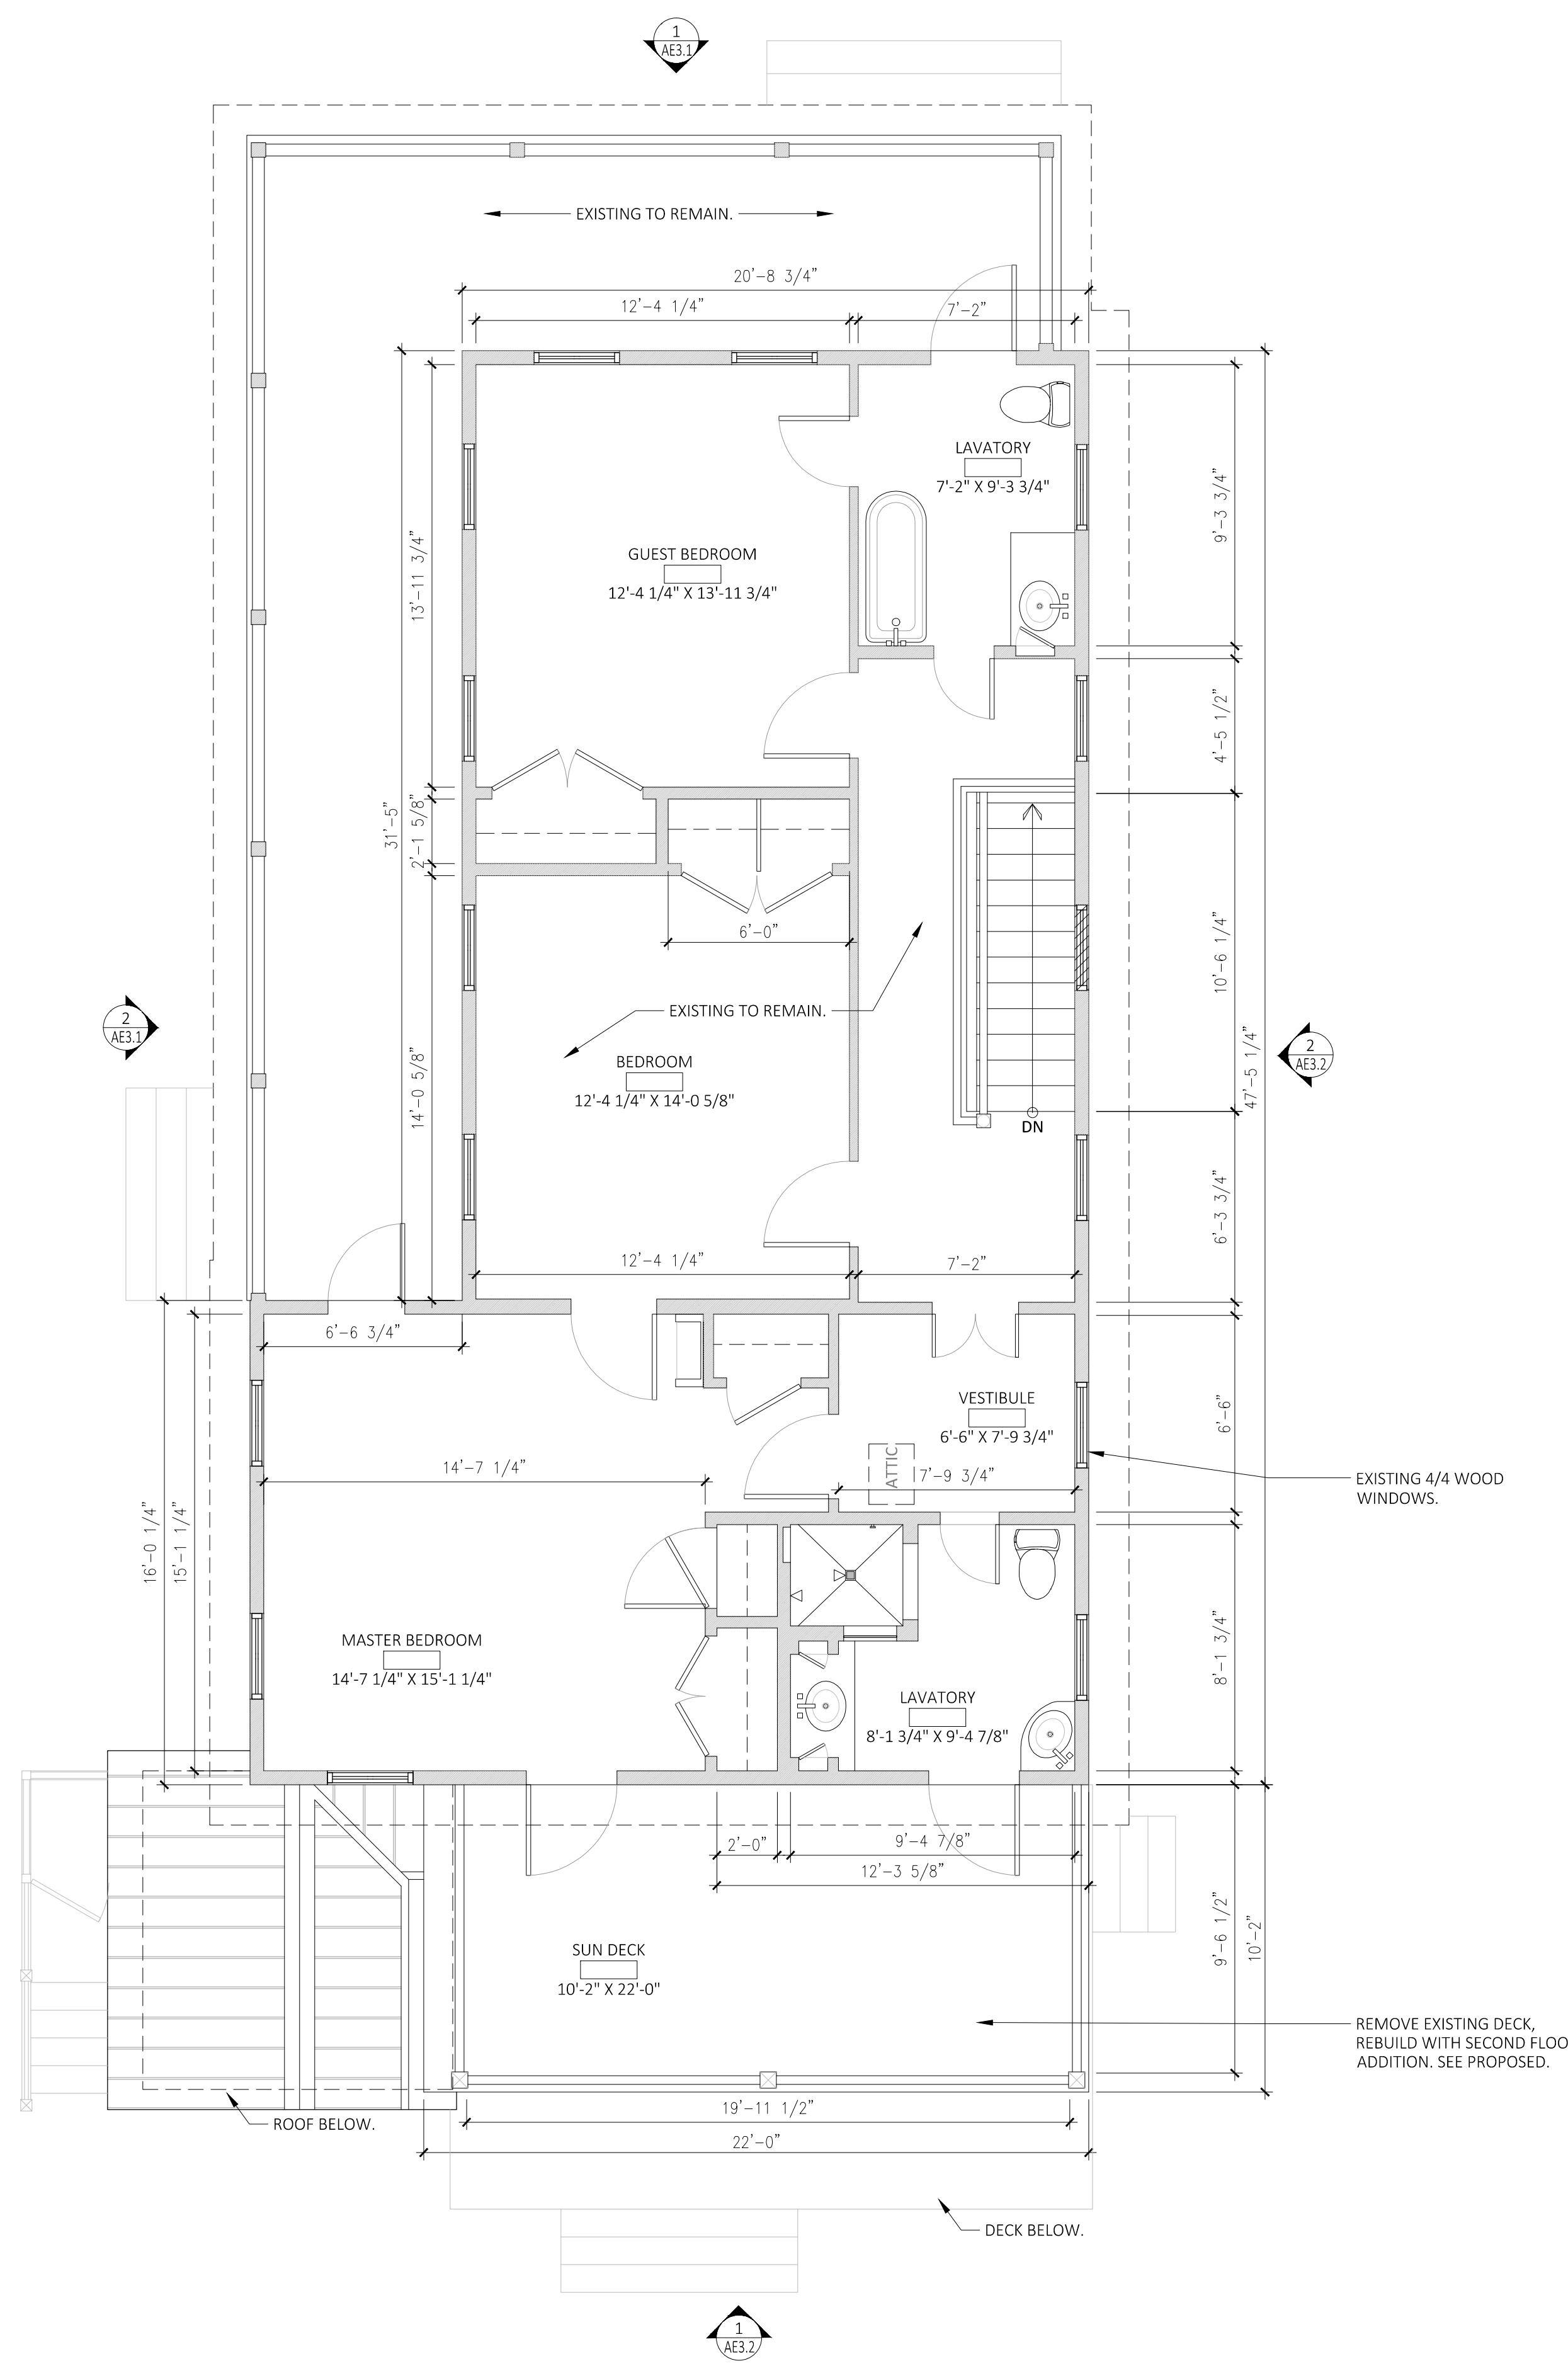 1
AE3.1
EXISTING TO REMAIN.
20'-8 3/4"
12'-4 1/4"
7'-2"
LAVATORY
7'-2" X 9'-3 3/4"
9'-3 3/4"
GUEST BEDROOM
12'-4 1/4" X 13'-11 3/4"
13'-11 3/4"
4'-5 1/2"
31'-5"
2'-1 5/8"
6'-0"
10'-6 1/4"
EXISTING TO REMAIN.
2
AE3.1
2
AE3.2
47'-5 1/4"
BEDROOM
12'-4 1/4" X 14'-0 5/8"
14'-0 5/8"
DN
6'-3 3/4"
12'-4 1/4"
7'-2"
6'-6 3/4"
VESTIBULE
6'-6" X 7'-9 3/4"
6'-6"
ATTIC
14'-7 1/4"
7'-9 3/4"
EXISTING 4/4 WOOD
WINDOWS.
16'-0 1/4"
15'-1 1/4"
MASTER BEDROOM
14'-7 1/4" X 15'-1 1/4"
8'-1 3/4"
LAVATORY
8'-1 3/4" X 9'-4 7/8"
2'-0"
9'-4 7/8"
12'-3 5/8"
9'-6 1/2"
10'-2"
SUN DECK
10'-2" X 22'-0"
REMOVE EXISTING DECK,
REBUILD WITH SECOND FLOO
ADDITION. SEE PROPOSED.
19'-11 1/2"
ROOF BELOW.
22'-0"
DECK BELOW.
1
AE3.2